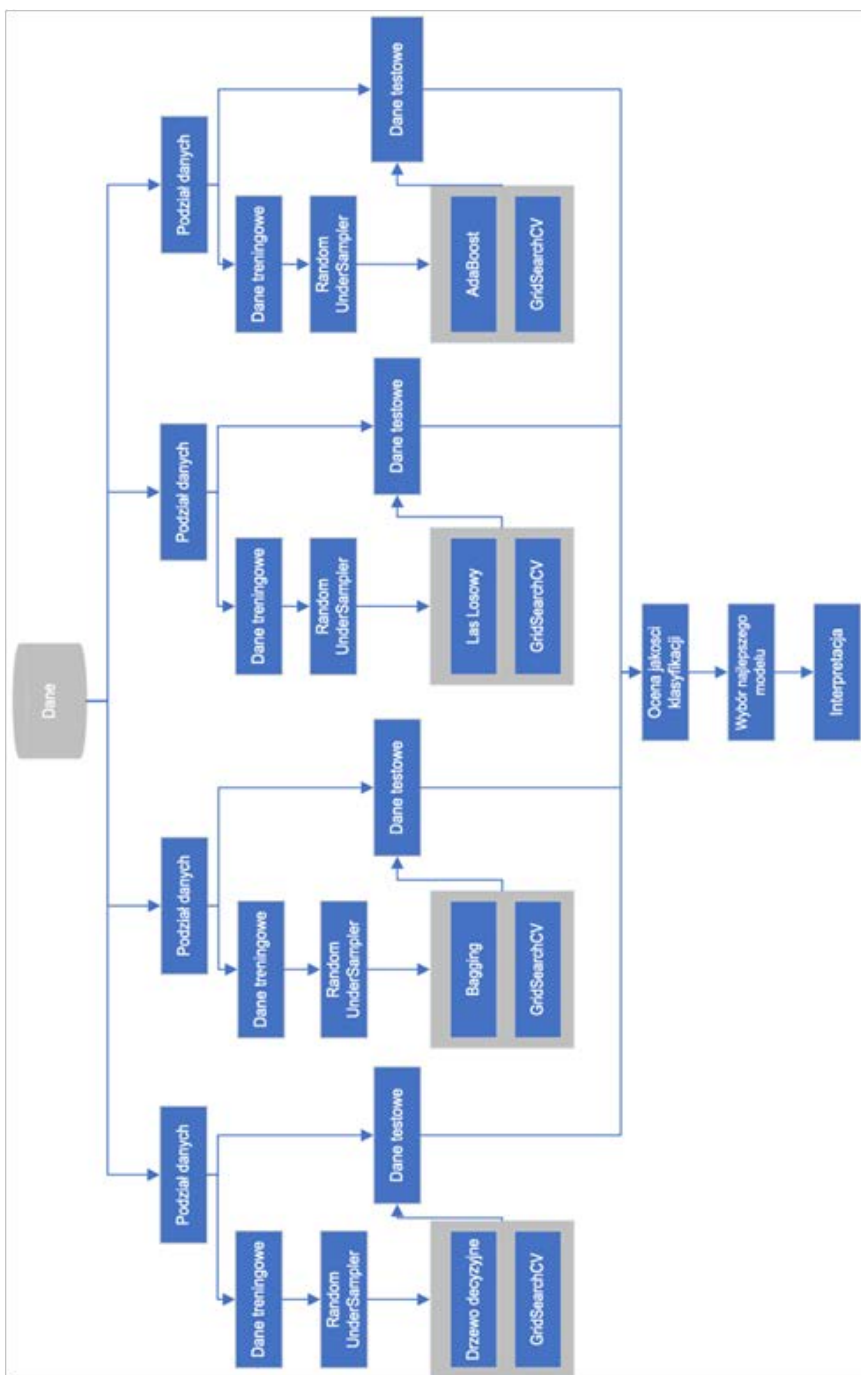 Dane
Podział danych
Podział danych
Podział danych
Podział danych
Dane treningowe
Dane treningowe
Dane treningowe
Dane treningowe
Random
UnderSampler
Random
UnderSampler
Random
UnderSampler
Random
UnderSampler
Dane testowe
Dane testowe
Dane testowe
Dane testowe
Drzewo decyzyjne
Bagging
Las Losowy
AdaBoost
GridSearchCV
GridSearchCV
GridSearchCV
GridSearchCV
Ocena jakosci
klasyfikacji
Wybór najlepszego
modelu
Interpretacja